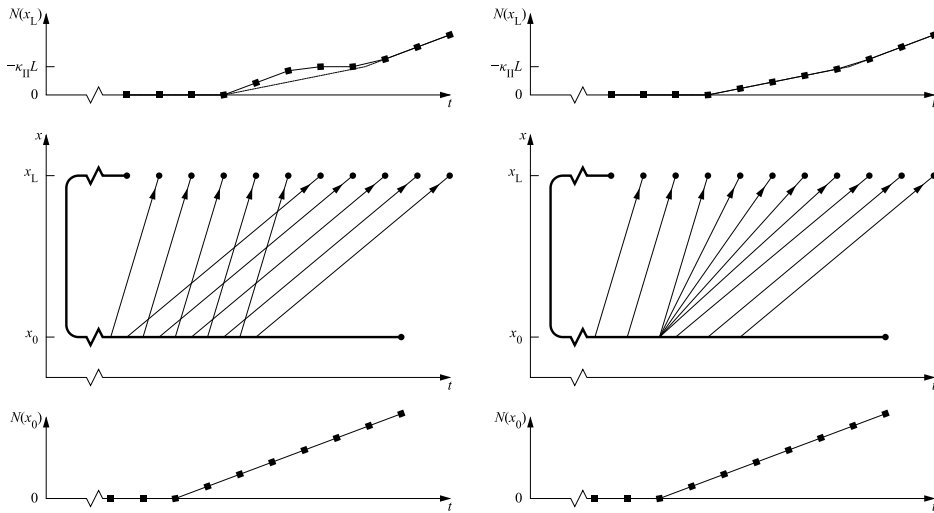 N(x_L)
−κ_II L
0
t
x
x_L
x_0
t
N(x_0)
0
t
N(x_L)
−κ_II L
0
t
x
x_L
x_0
t
N(x_0)
0
t